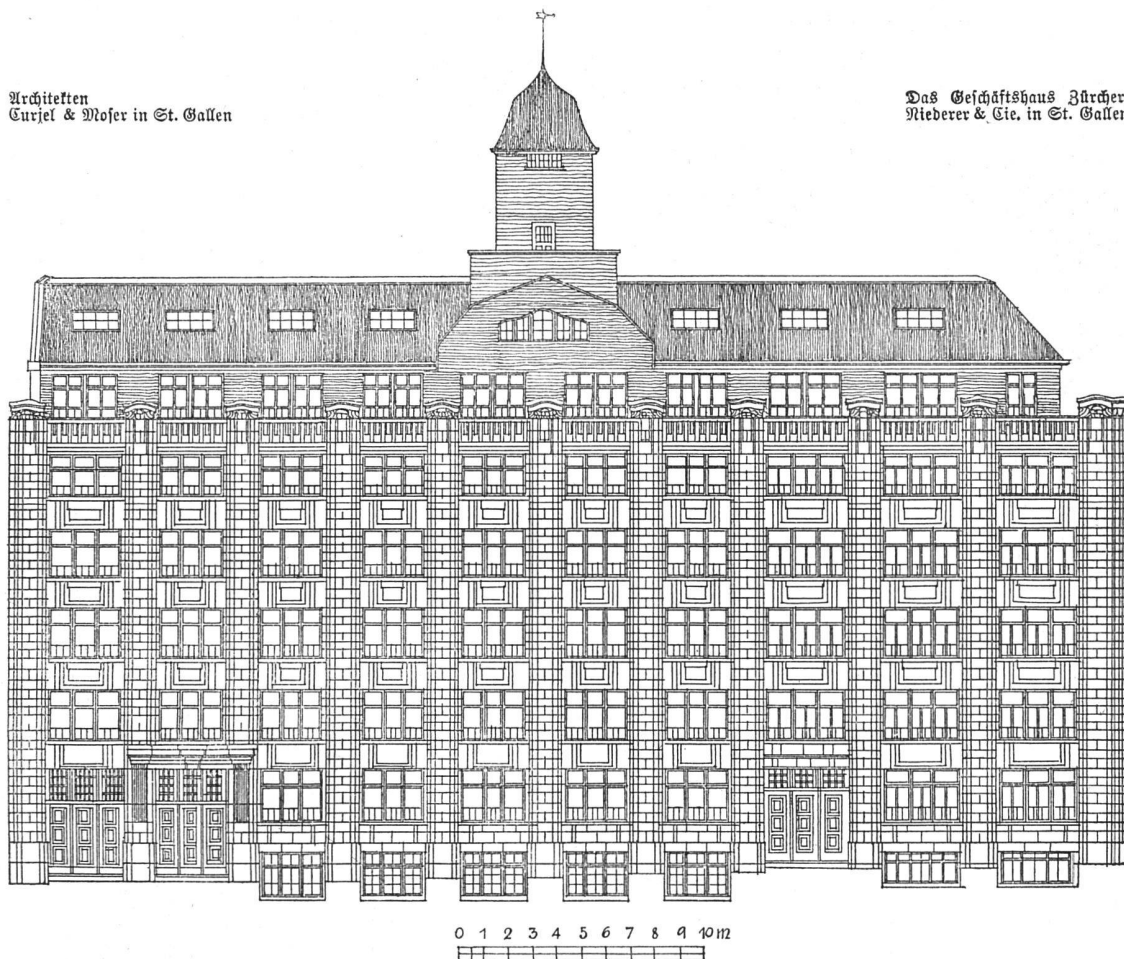 Architekten
Curjel & Moser in St. Gallen
Das Geschäftshaus Zürcher
Niederer & Cie. in St. Gallen
0 1 2 3 4 5 6 7 8 9 10 m